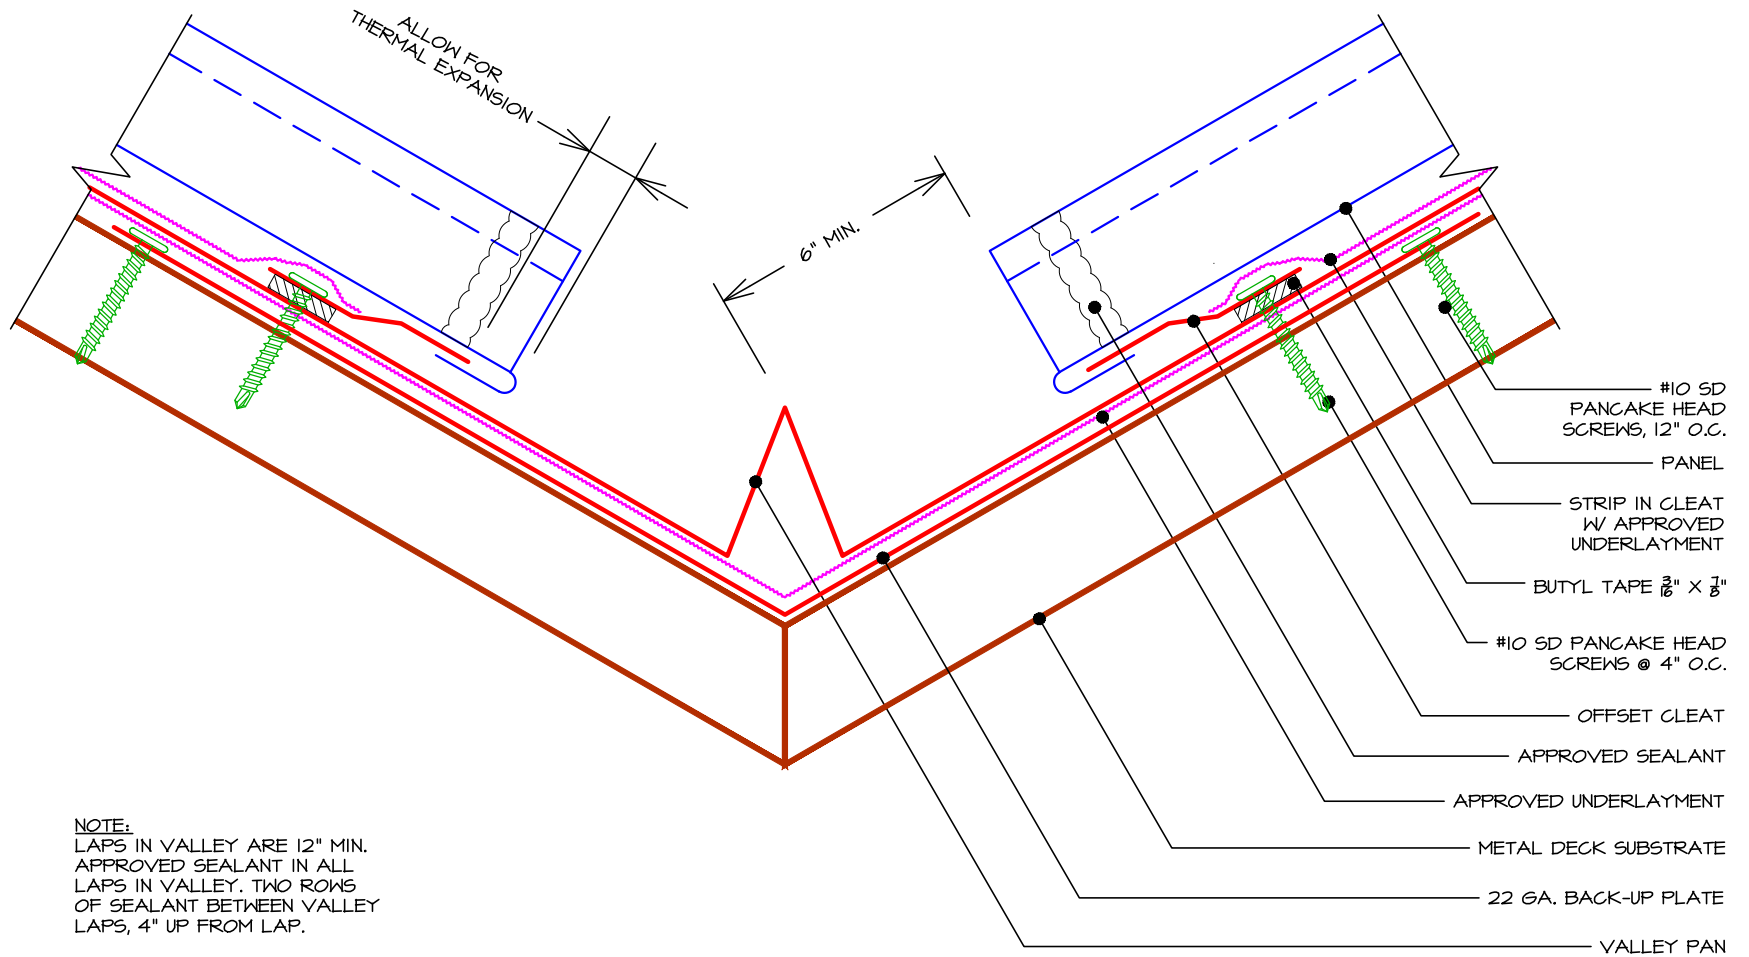 ALLOW FOR
THERMAL EXPANSION
6" MIN.
#10 SD
PANCAKE HEAD
SCREWS, 12" O.C.
PANEL
STRIP IN CLEAT
W/ APPROVED
UNDERLAYMENT
BUTYL TAPE 3/16" X 7/8"
#10 SD PANCAKE HEAD
SCREWS @ 4" O.C.
OFFSET CLEAT
APPROVED SEALANT
APPROVED UNDERLAYMENT
METAL DECK SUBSTRATE
22 GA. BACK-UP PLATE
VALLEY PAN
NOTE:
LAPS IN VALLEY ARE 12" MIN.
APPROVED SEALANT IN ALL
LAPS IN VALLEY. TWO ROWS
OF SEALANT BETWEEN VALLEY
LAPS, 4" UP FROM LAP.